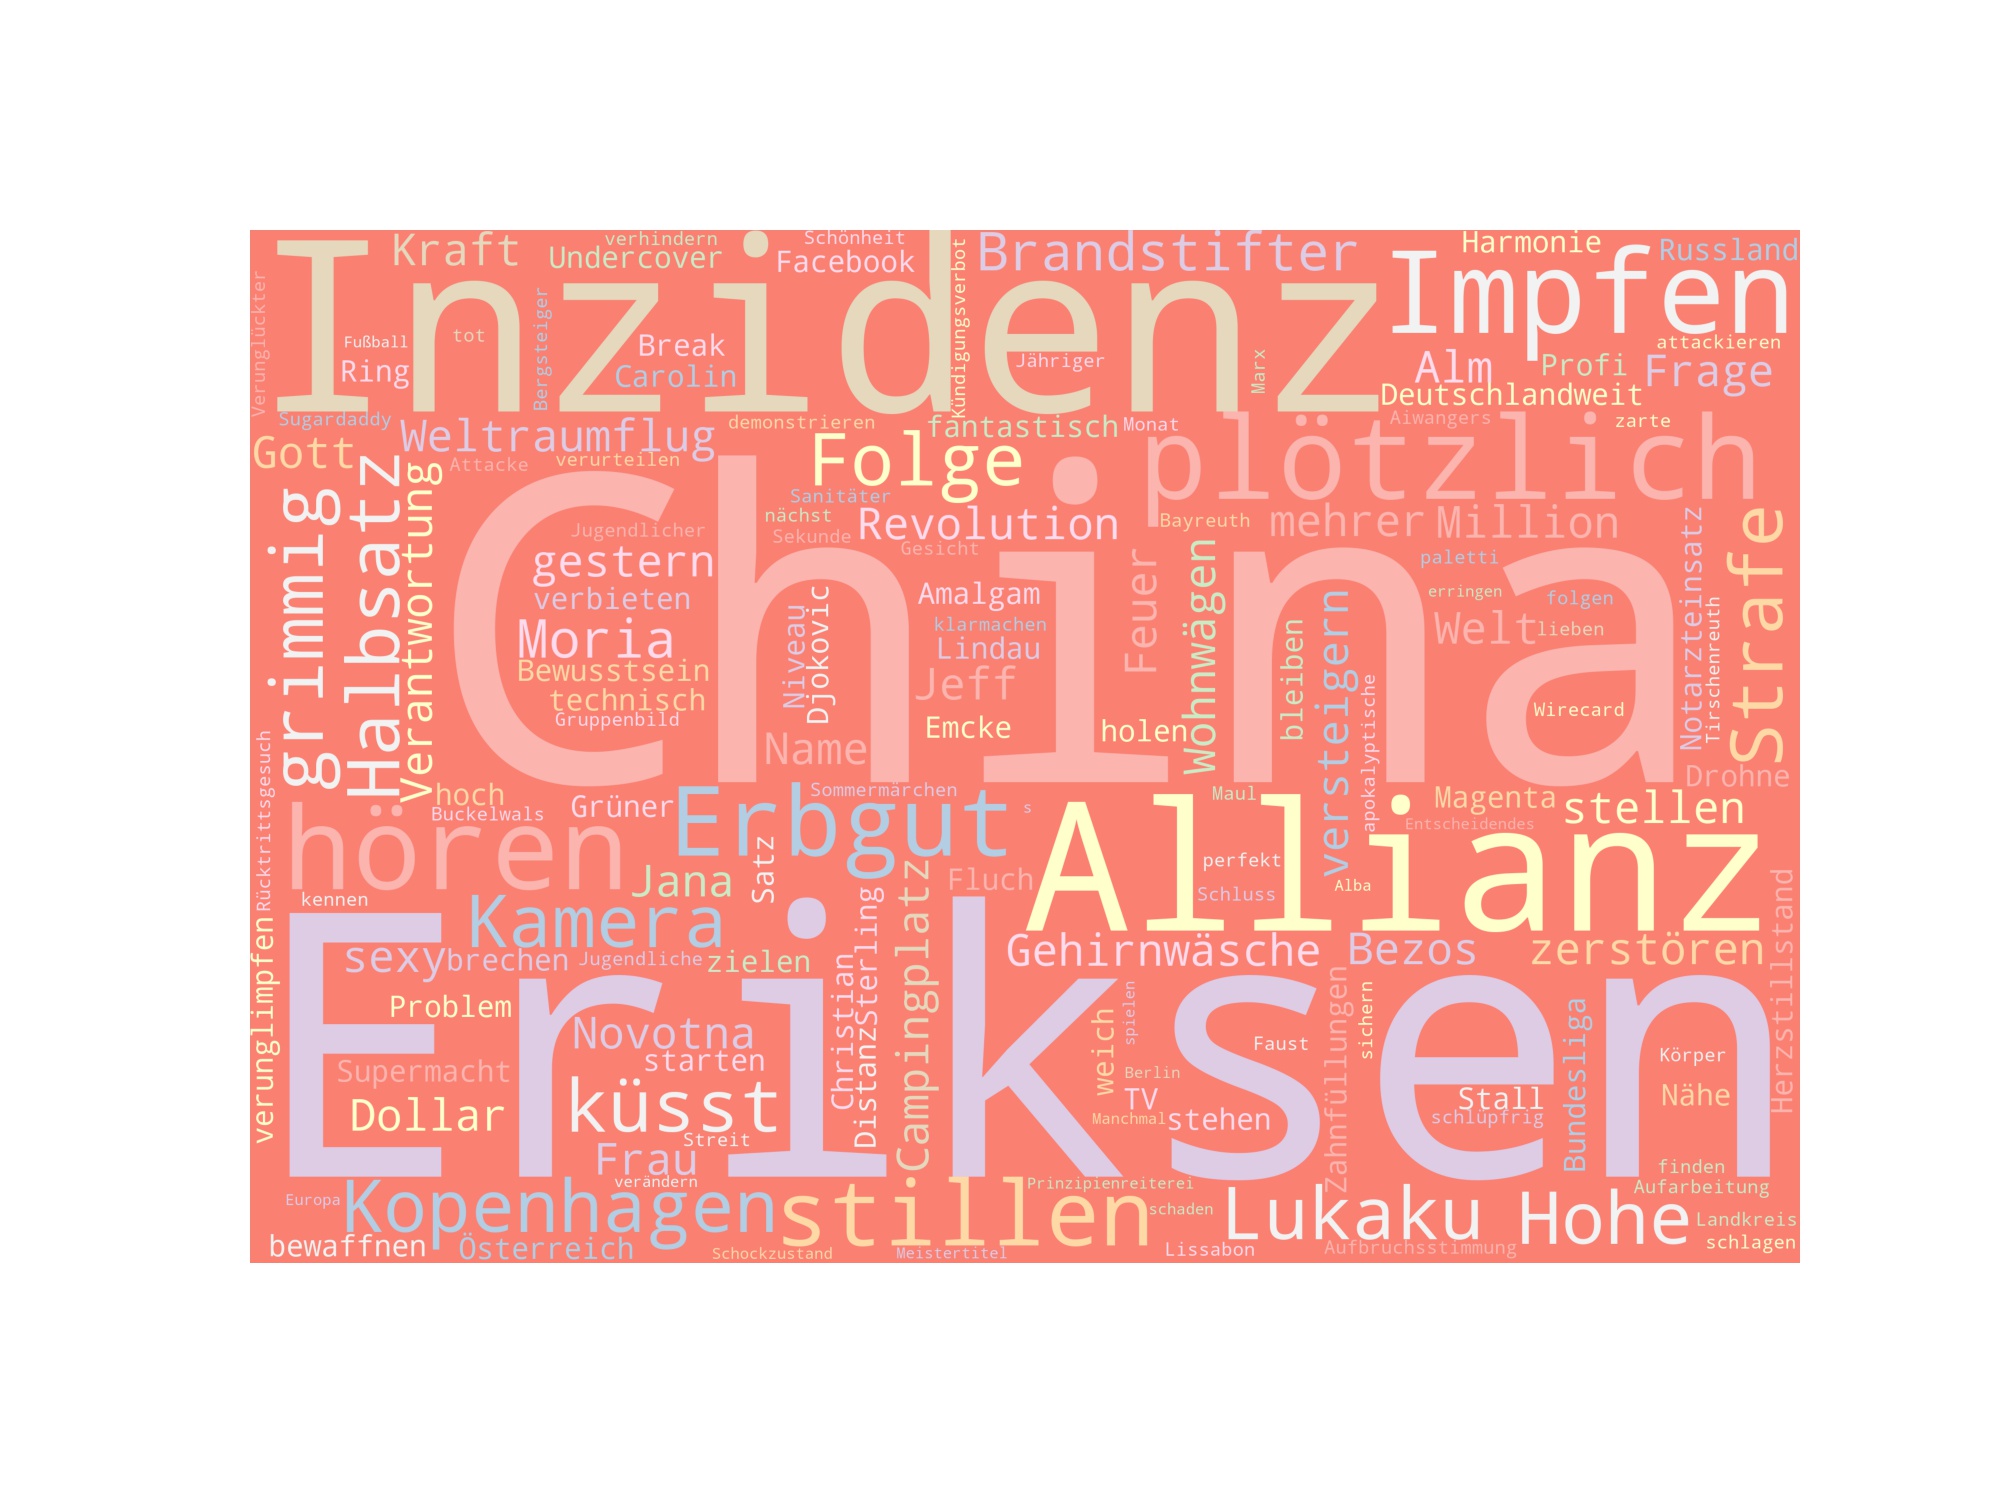 Inzidenz
Kraft
Undercover
verhindern
Schönheit
Facebook
Brandstifter
Harmonie
Russland
Impfen
attackieren
Verunglückter
Fußball
tot
Ring
Bergsteiger
Break
Carolin
Kündigungsverbot
Jähriger
Marx
Alm
Profi
Frage
Deutschlandweit
Sugardaddy
Gott
Weltraumflug
demonstrieren
fantastisch
Monat
Aiwangers
zarte
Attacke
verurteilen
Folge
plötzlich
grimmig
Halbsatz
Verantwortung
China
Sanitäter
nächst
Sekunde
Revolution
Gesicht
Bayreuth
mehrer
Million
Jugendlicher
gestern
verbieten
Moria
Bewusstsein
technisch
Gruppenbild
Niveau
Djokovic
Amalgam
klarmachen
Lindau
Jeff
Emcke
Name
Feuer
holen
Wohnwägen
bleiben
versteigern
apokalyptische
paletti
erringen
folgen
Welt
lieben
Wirecard
Notarzteinsatz
Tirschenreuth
Strafe
Drohne
Rücktrittsgesuch
hoch
Buckelwals
Grüner
hören
kennen
Erbgut
Sommermärchen
s
Maul
Allianz
Magenta
stellen
Entscheidendes
Jana
Satz
Fluch
perfekt
Schluss
Alba
Kamera
sexy
brechen
Jugendliche
zielen
Christian
DistanzSterling
Campingplatz
Gehirnwäsche
Bezos
zerstören
Herzstillstand
verunglimpfen
Eriksen
Problem
Supermacht
Dollar
Novotna
starten
küsst
Streit
Frau
verändern
weich
spielen
Berlin
TV
Manchmal
stehen
Faust
Zahnfüllungen
sichern
Stall
schlüpfrig
Bundesliga
Körper
Nähe
finden
Aufarbeitung
Europa
Kopenhagen
stillen
Prinzipienreiterei
schaden
Lukaku
Hohe
Landkreis
schlagen
bewaffnen
Österreich
Schockzustand
Meistertitel
Lissabon
Aufbruchsstimmung